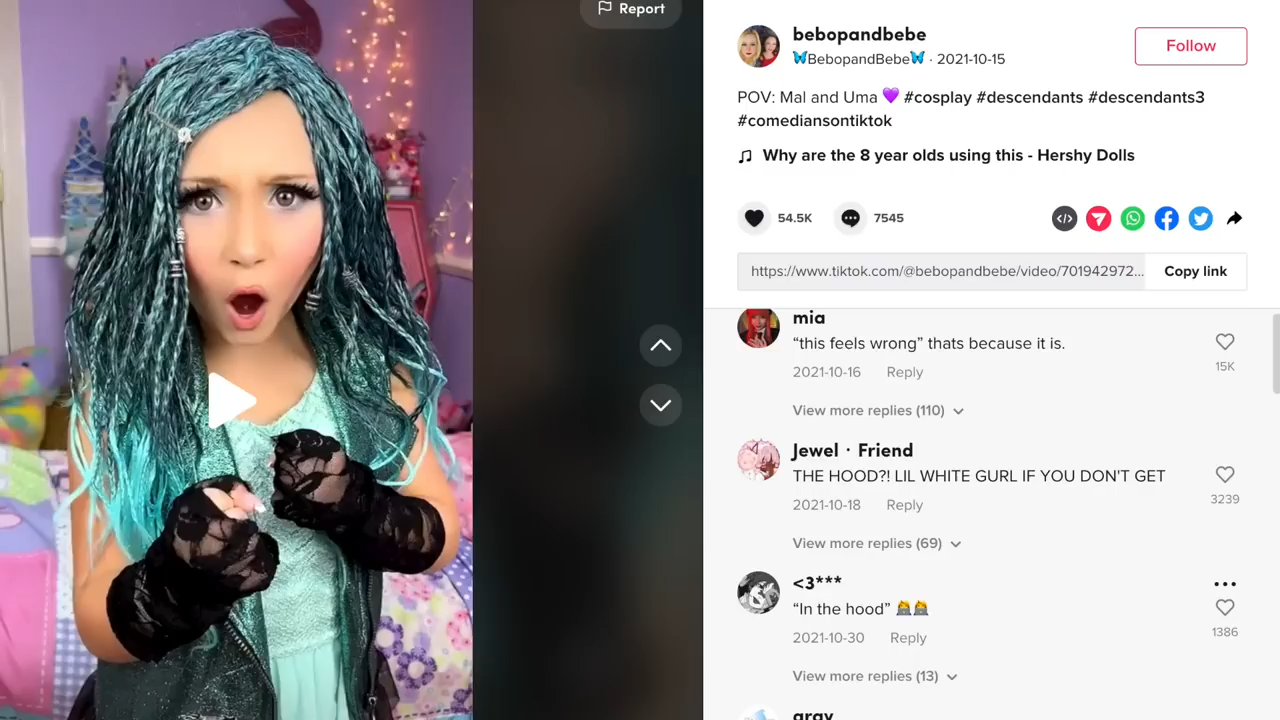 Report
bebopandbebe
🦋BebopandBebe🦋 · 2021-10-15
Follow
POV: Mal and Uma 💜 #cosplay #descendants #descendants3
#comediansontiktok
Why are the 8 year olds using this - Hershy Dolls
54.5K
7545
https://www.tiktok.com/@bebopandbebe/video/701942972...
Copy link
mia
“this feels wrong” thats because it is.
15K
2021-10-16 Reply
View more replies (110)
Jewel · Friend
THE HOOD?! LIL WHITE GURL IF YOU DON'T GET
3239
2021-10-18 Reply
View more replies (69)
<3***
“In the hood” 🤦🤦
1386
2021-10-30 Reply
View more replies (13)
gray